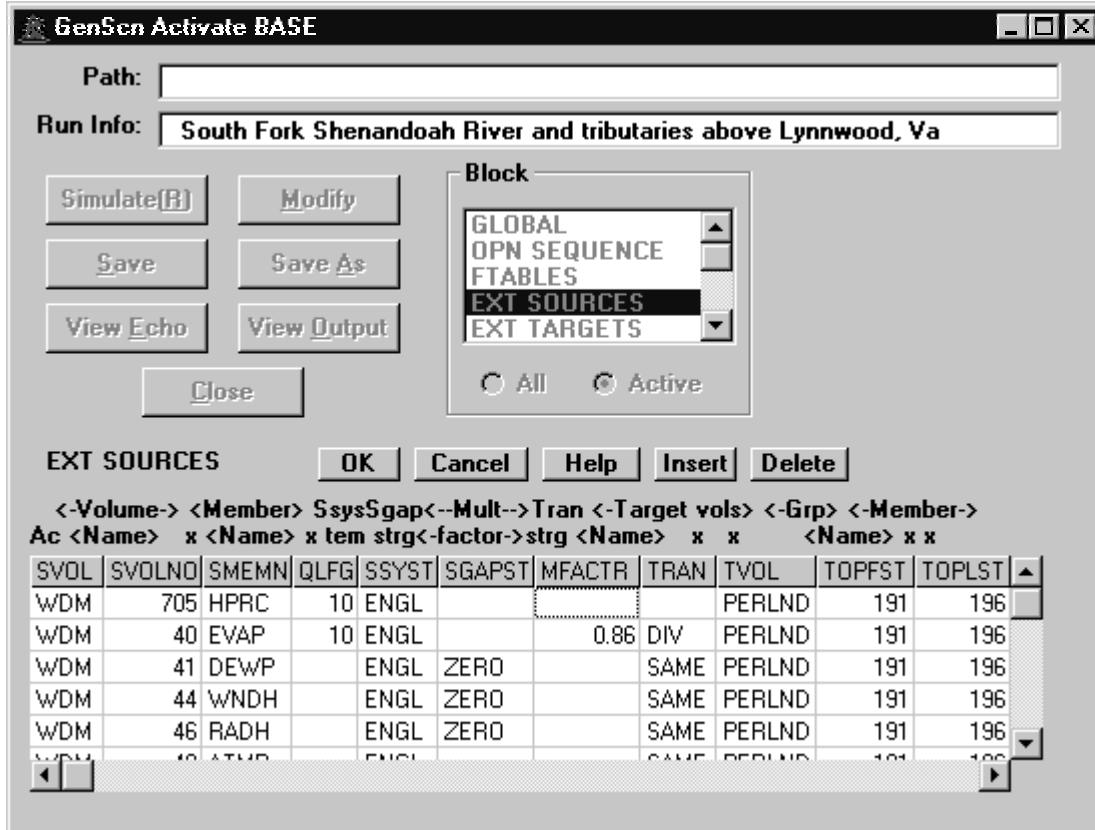 GenScn Activate BASE
Path:
Run Info: South Fork Shenandoah River and tributaries above Lynnwood, Va
Block
Simulate(R) Modify
GLOBAL
OPN SEQUENCE
FTABLES
EXT SOURCES
EXT TARGETS
Save Save As
View Echo View Output
All Active
Close
EXT SOURCES OK Cancel Help Insert Delete
<-Volume-> <Member> SsysSgap<--Mult-->Tran <-Target vols> <-Grp> <-Member->
Ac <Name> x <Name> x tem strg<-factor->strg <Name> x x <Name> x x
SVOL SVOLNO SMEMN QLFG SSYST SGAPST MFACTR TRAN TVOL TOPFST TOPLST
WDM 705 HPRC 10 ENGL PERLND 191 196
WDM 40 EVAP 10 ENGL 0.86 DIV PERLND 191 196
WDM 41 DEWP ENGL ZERO SAME PERLND 191 196
WDM 44 WNDH ENGL ZERO SAME PERLND 191 196
WDM 46 RADH ENGL ZERO SAME PERLND 191 196